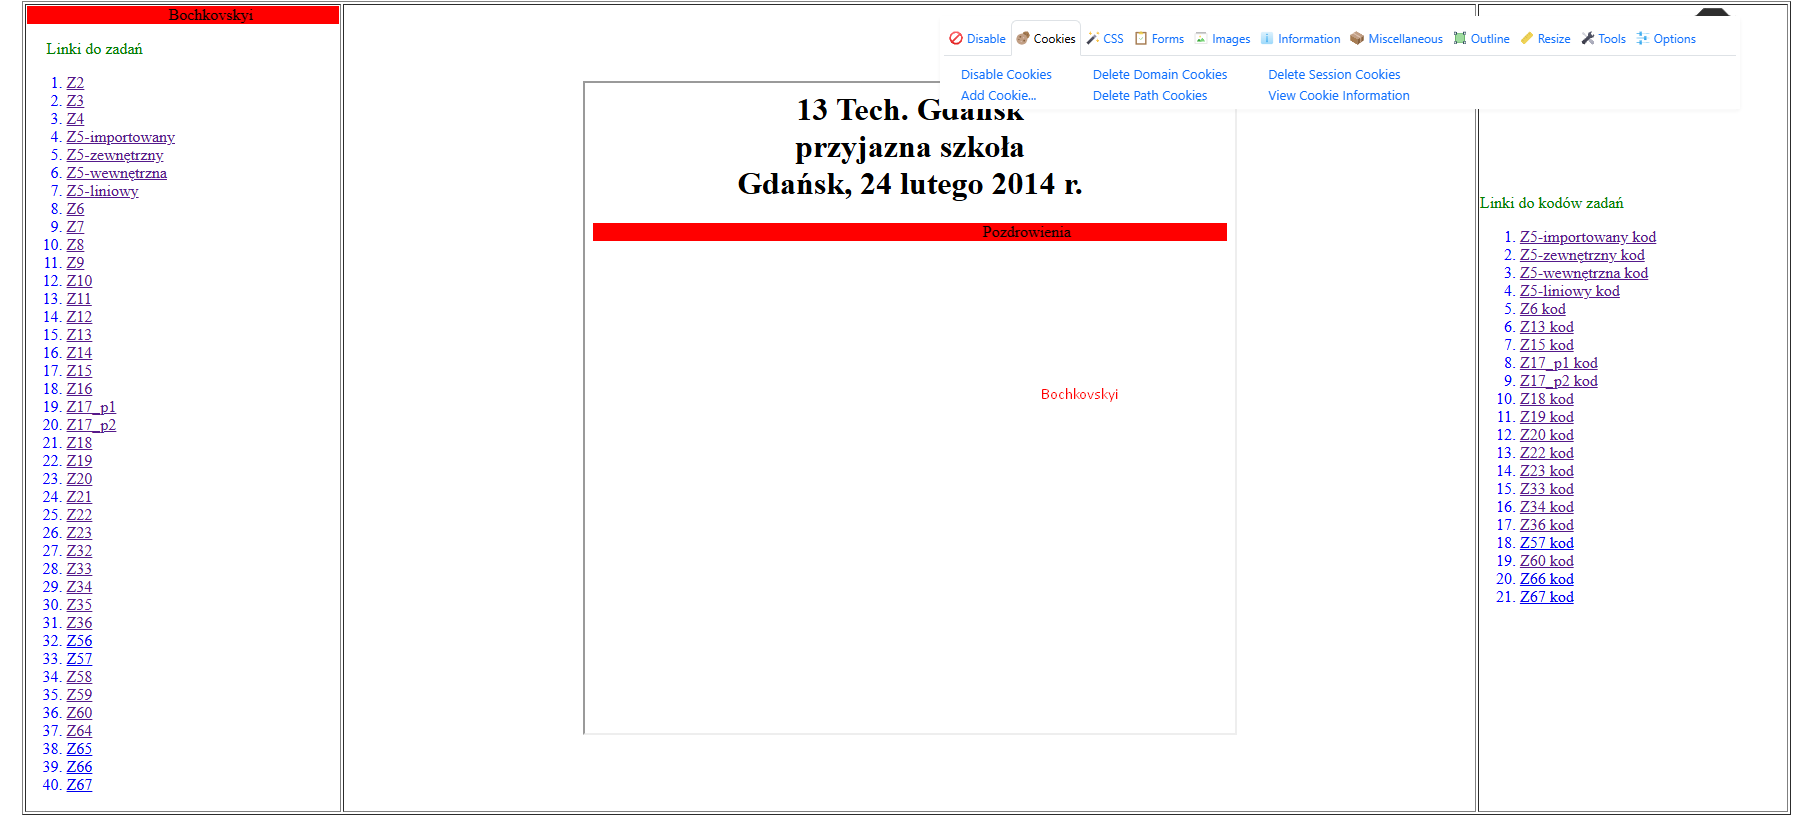 Bochkovskyi
Linki do zadań
1. Z2
2. Z3
3. Z4
4. Z5-importowany
5. Z5-zewnętrzny
6. Z5-wewnętrzna
7. Z5-liniowy
8. Z6
9. Z7
10. Z8
11. Z9
12. Z10
13. Z11
14. Z12
15. Z13
16. Z14
17. Z15
18. Z16
19. Z17_p1
20. Z17_p2
21. Z18
22. Z19
23. Z20
24. Z21
25. Z22
26. Z23
27. Z32
28. Z33
29. Z34
30. Z35
31. Z36
32. Z56
33. Z57
34. Z58
35. Z59
36. Z60
37. Z64
38. Z65
39. Z66
40. Z67
Disable Cookies CSS Forms Images Information Miscellaneous Outline Resize Tools Options
Disable Cookies Delete Domain Cookies Delete Session Cookies
Add Cookie... Delete Path Cookies View Cookie Information
13 Tech. Gdańsk
przyjazna szkoła
Gdańsk, 24 lutego 2014 r.
Pozdrowienia
Bochkovskyi
Linki do kodów zadań
1. Z5-importowany kod
2. Z5-zewnętrzny kod
3. Z5-wewnętrzna kod
4. Z5-liniowy kod
5. Z6 kod
6. Z13 kod
7. Z15 kod
8. Z17_p1 kod
9. Z17_p2 kod
10. Z18 kod
11. Z19 kod
12. Z20 kod
13. Z22 kod
14. Z23 kod
15. Z33 kod
16. Z34 kod
17. Z36 kod
18. Z57 kod
19. Z60 kod
20. Z66 kod
21. Z67 kod